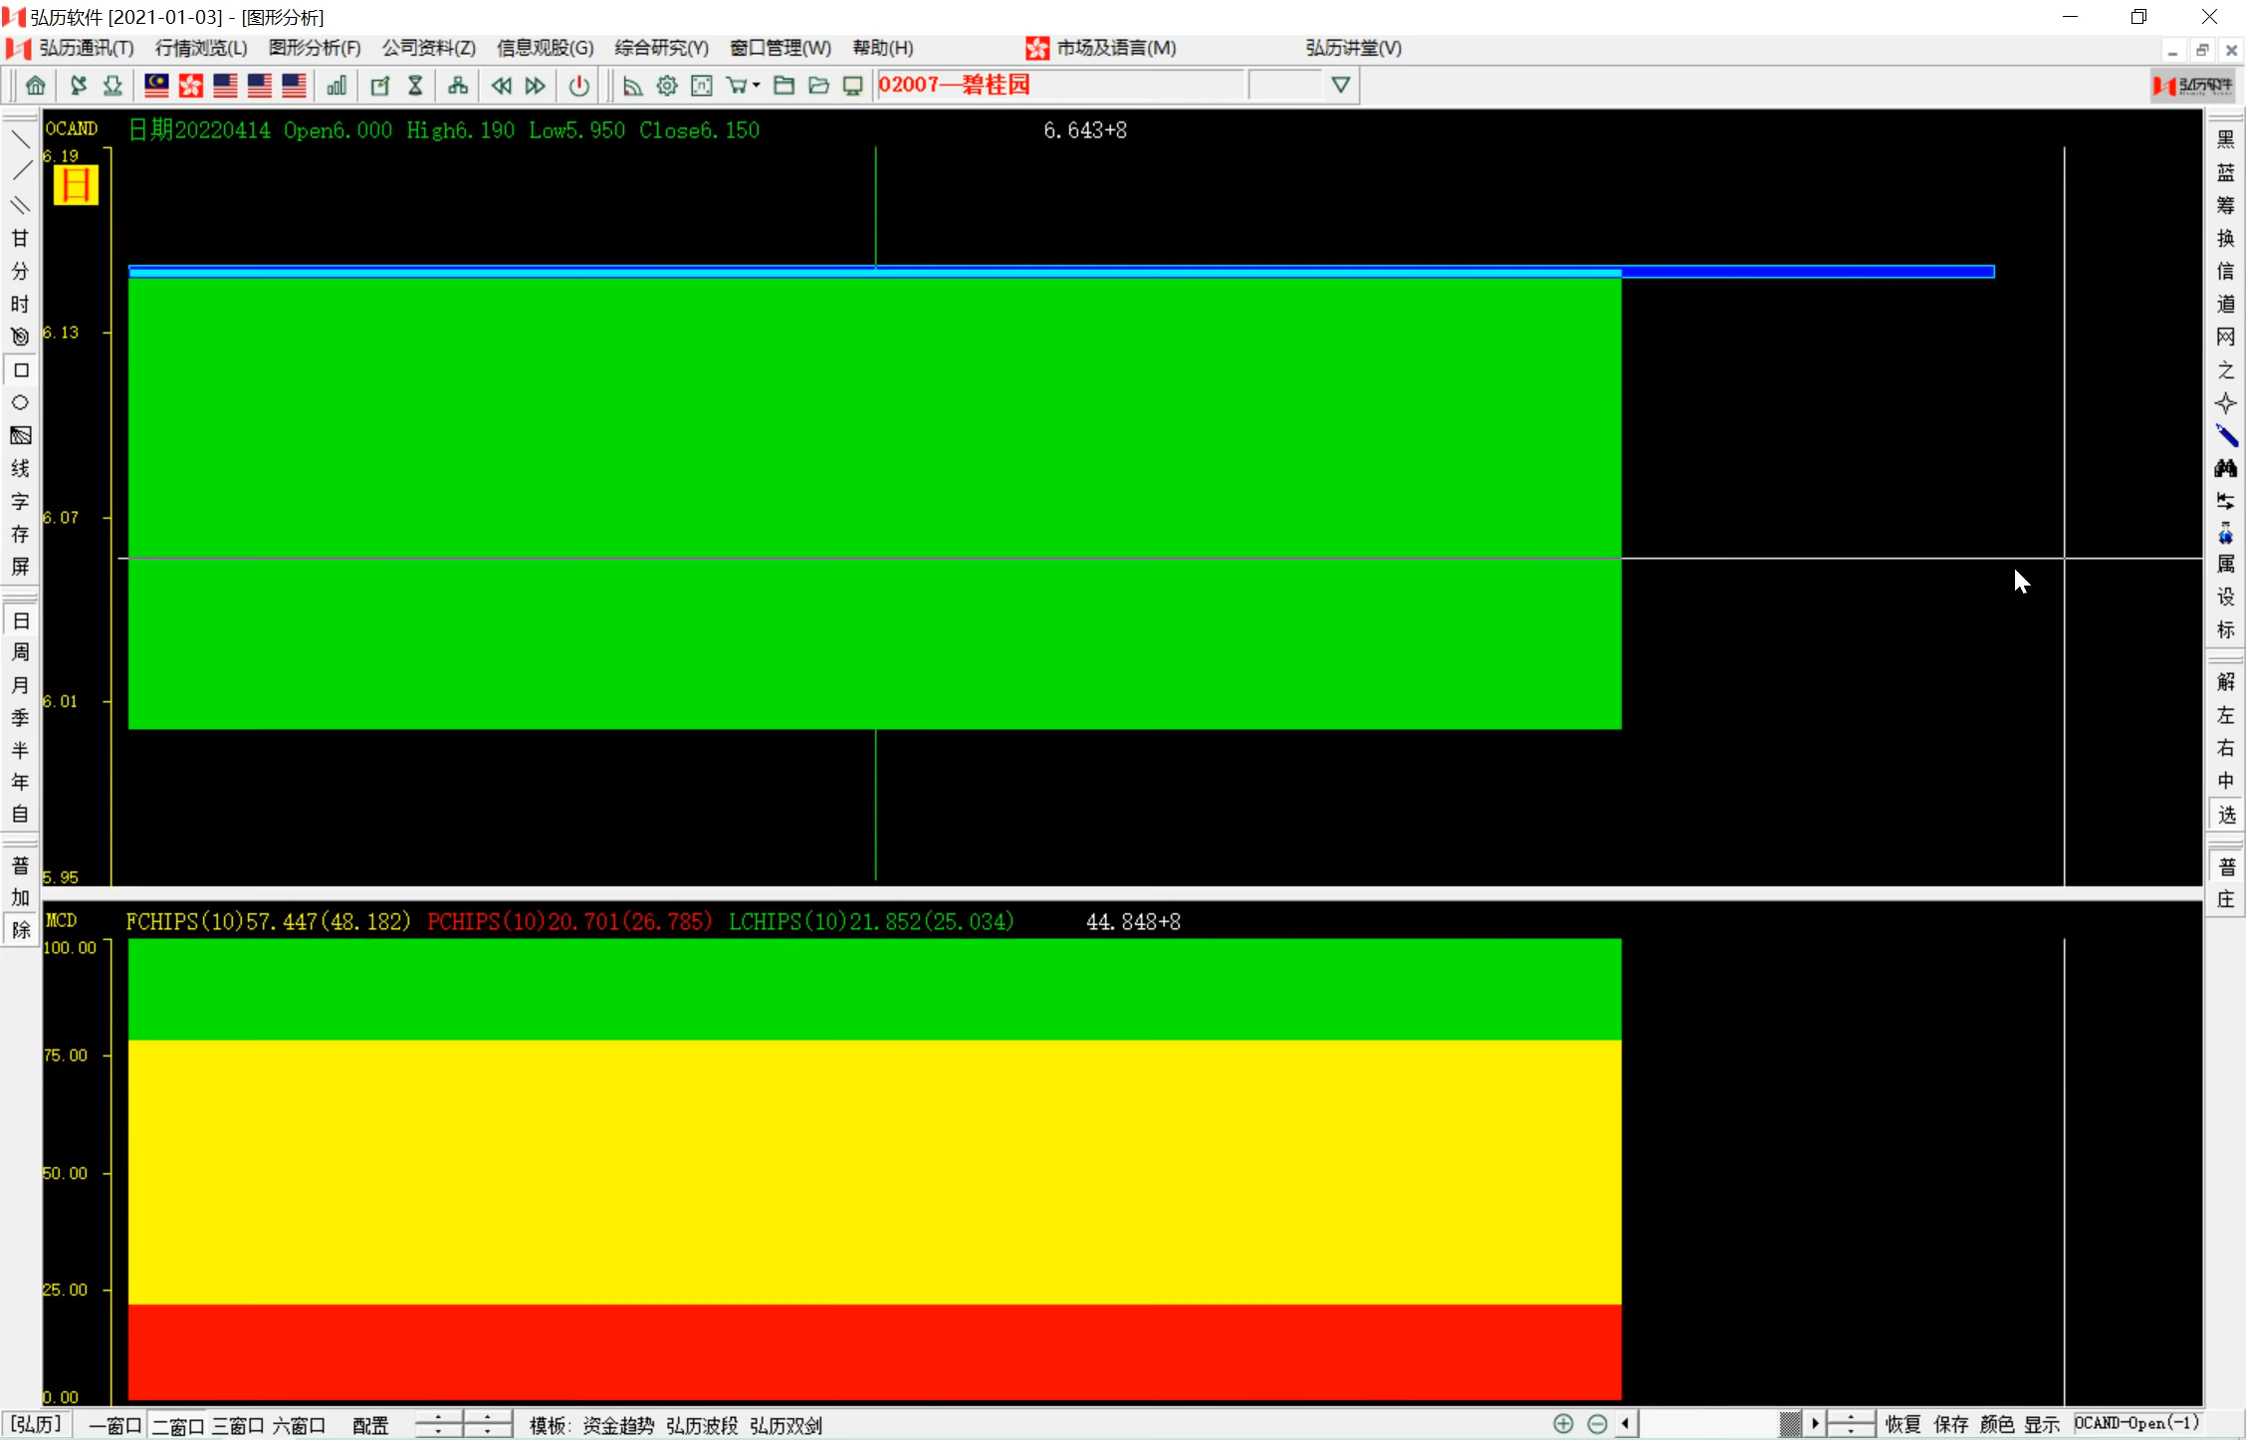 弘历软件 [2021-01-03] - [图形分析]
弘历通讯(T) 行情浏览(L) 图形分析(F) 公司资料(Z) 信息观股(G) 综合研究(Y) 窗口管理(W) 帮助(H) 市场及语言(M) 弘历讲堂(V)
02007—碧桂园
弘历软件
OCAND 日期20220414 Open6.000 High6.190 Low5.950 Close6.150 6.643+8
6.19
日
6.13
6.07
6.01
5.95
甘
分
时
线
字
存
屏
日
周
月
季
半
年
自
普
加
除
黑
蓝
筹
换
信
道
网
之
属
设
标
解
左
右
中
选
普
庄
MCD FCHIPS(10)57.447(48.182) PCHIPS(10)20.701(26.785) LCHIPS(10)21.852(25.034) 44.848+8
100.00
75.00
50.00
25.00
0.00
[弘历] 一窗口 二窗口 三窗口 六窗口 配置 模板: 资金趋势 弘历波段 弘历双剑 恢复 保存 颜色 显示 OCAND-Open(-1)